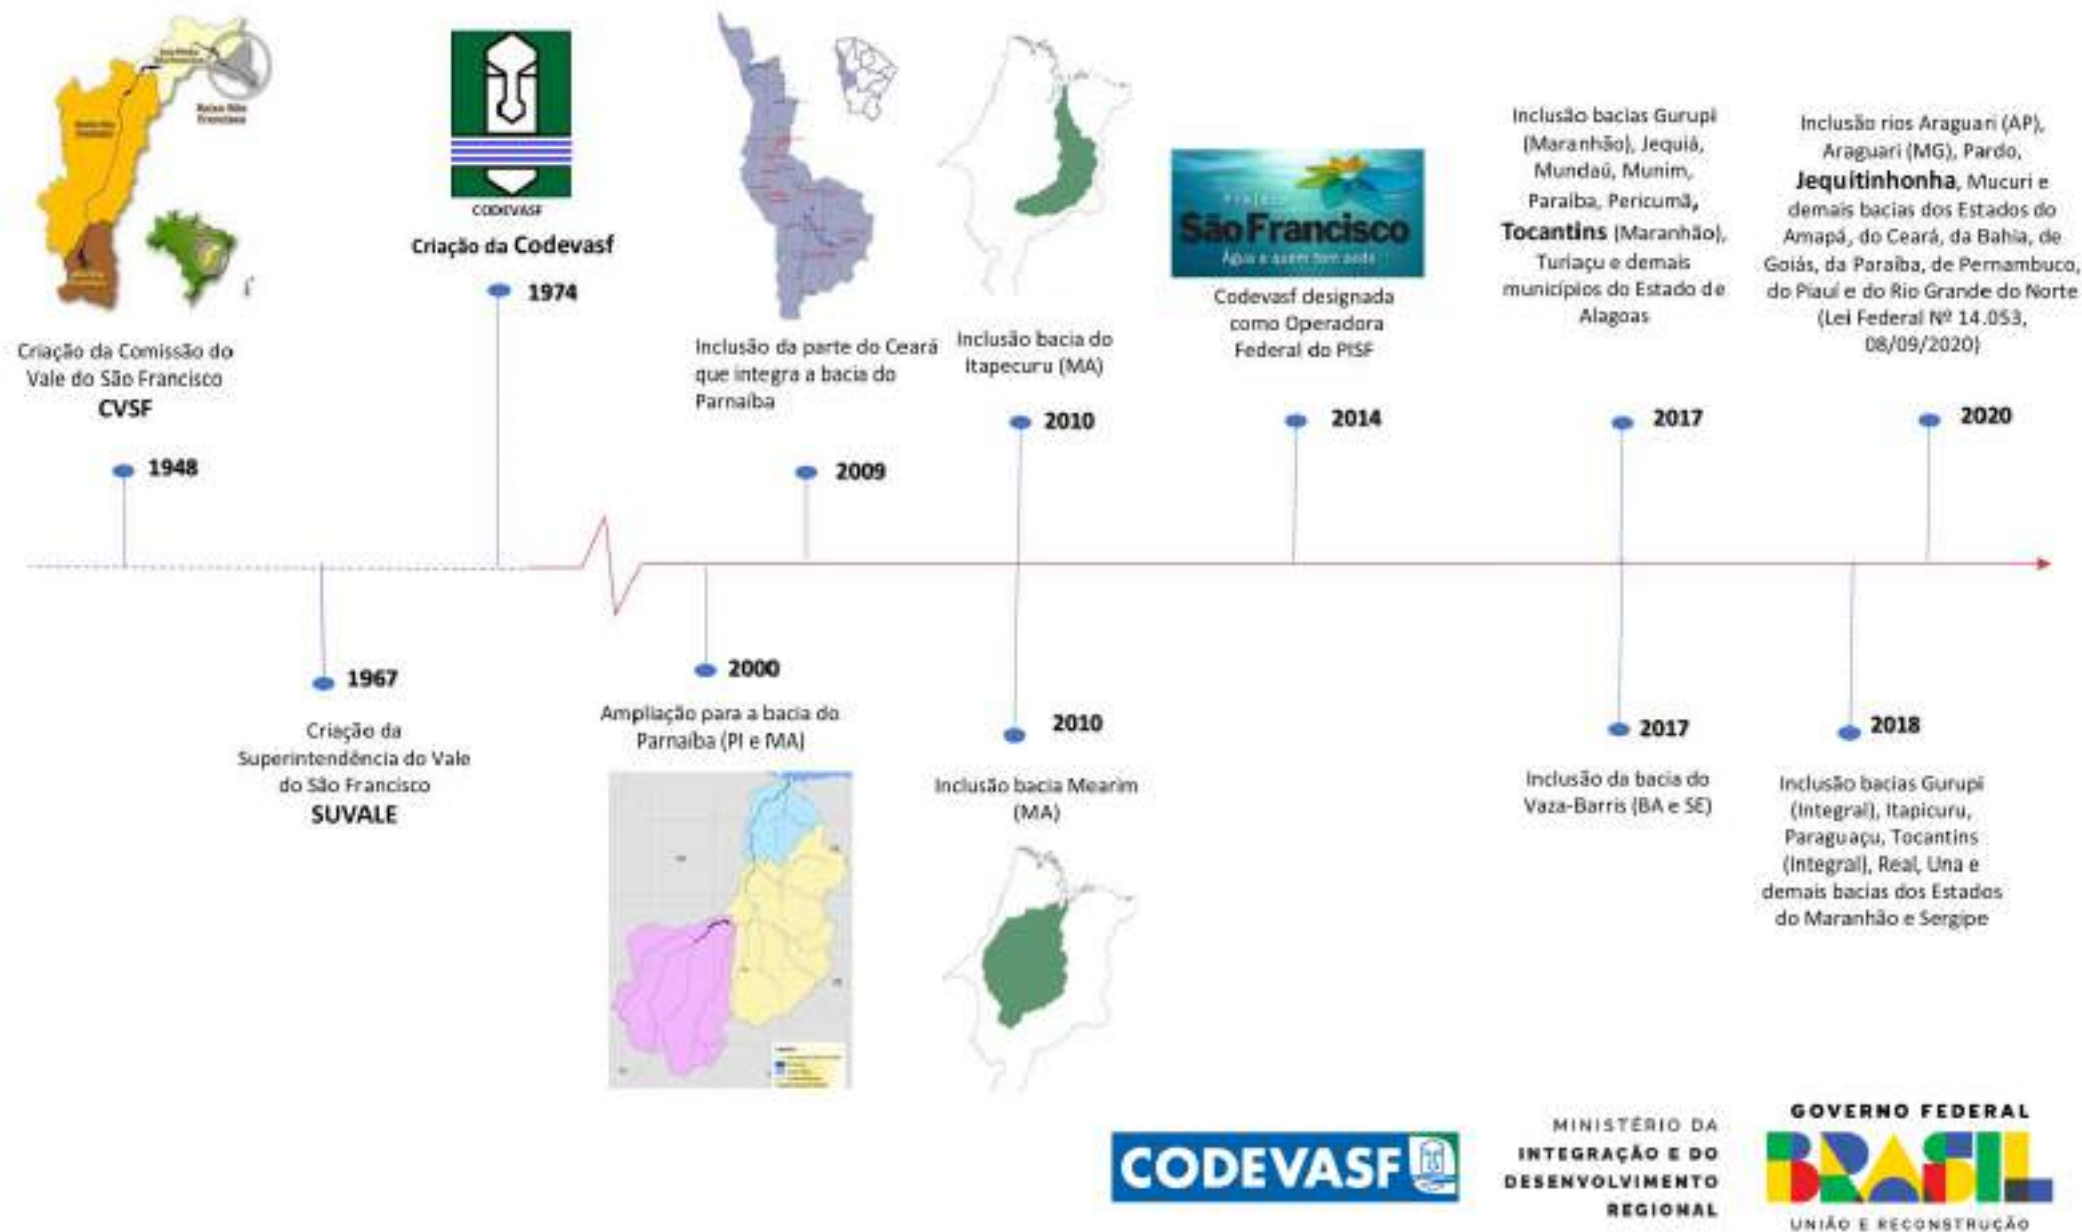 Baixo São
Francisco
Criação da Comissão do
Vale do São Francisco
CVSF
1948
CODEVASF
Criação da Codevasf
1974
Inclusão da parte do Ceará
que integra a bacia do
Parnaíba
2009
Inclusão bacia do
Itapecuru (MA)
2010
PROJETO
São Francisco
Água a quem tem sede
Codevasf designada
como Operadora
Federal do PISF
2014
Inclusão bacias Gurupi
(Maranhão), Jequiá,
Mundaú, Munim,
Paraíba, Pericumã,
Tocantins (Maranhão),
Turiaçu e demais
municípios do Estado de
Alagoas
2017
Inclusão rios Araguari (AP),
Araguari (MG), Pardo,
Jequitinhonha, Mucuri e
demais bacias dos Estados do
Amapá, do Ceará, da Bahia, de
Goiás, da Paraíba, de Pernambuco,
do Piauí e do Rio Grande do Norte
(Lei Federal Nº 14.053,
08/09/2020)
2020
1967
Criação da
Superintendência do Vale
do São Francisco
SUVALE
2000
Ampliação para a bacia do
Parnaíba (PI e MA)
2010
Inclusão bacia Mearim
(MA)
2017
Inclusão da bacia do
Vaza-Barris (BA e SE)
2018
Inclusão bacias Gurupi
(Integral), Itapicuru,
Paraguaçu, Tocantins
(Integral), Real, Una e
demais bacias dos Estados
do Maranhão e Sergipe
CODEVASF
MINISTÉRIO DA
INTEGRAÇÃO E DO
DESENVOLVIMENTO
REGIONAL
GOVERNO FEDERAL
BRASIL
UNIÃO E RECONSTRUÇÃO